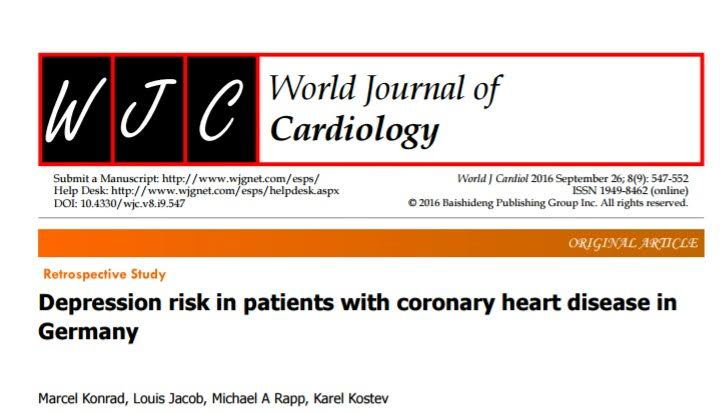 WJC
World Journal of
Cardiology
Submit a Manuscript: http://www.wjgnet.com/esps/
Help Desk: http://www.wjgnet.com/esps/helpdesk.aspx
DOI: 10.4330/wjc.v8.i9.547
World J Cardiol 2016 September 26; 8(9): 547-552
ISSN 1949-8462 (online)
© 2016 Baishideng Publishing Group Inc. All rights reserved.
ORIGINAL ARTICLE
Retrospective Study
Depression risk in patients with coronary heart disease in
Germany
Marcel Konrad, Louis Jacob, Michael A Rapp, Karel Kostev